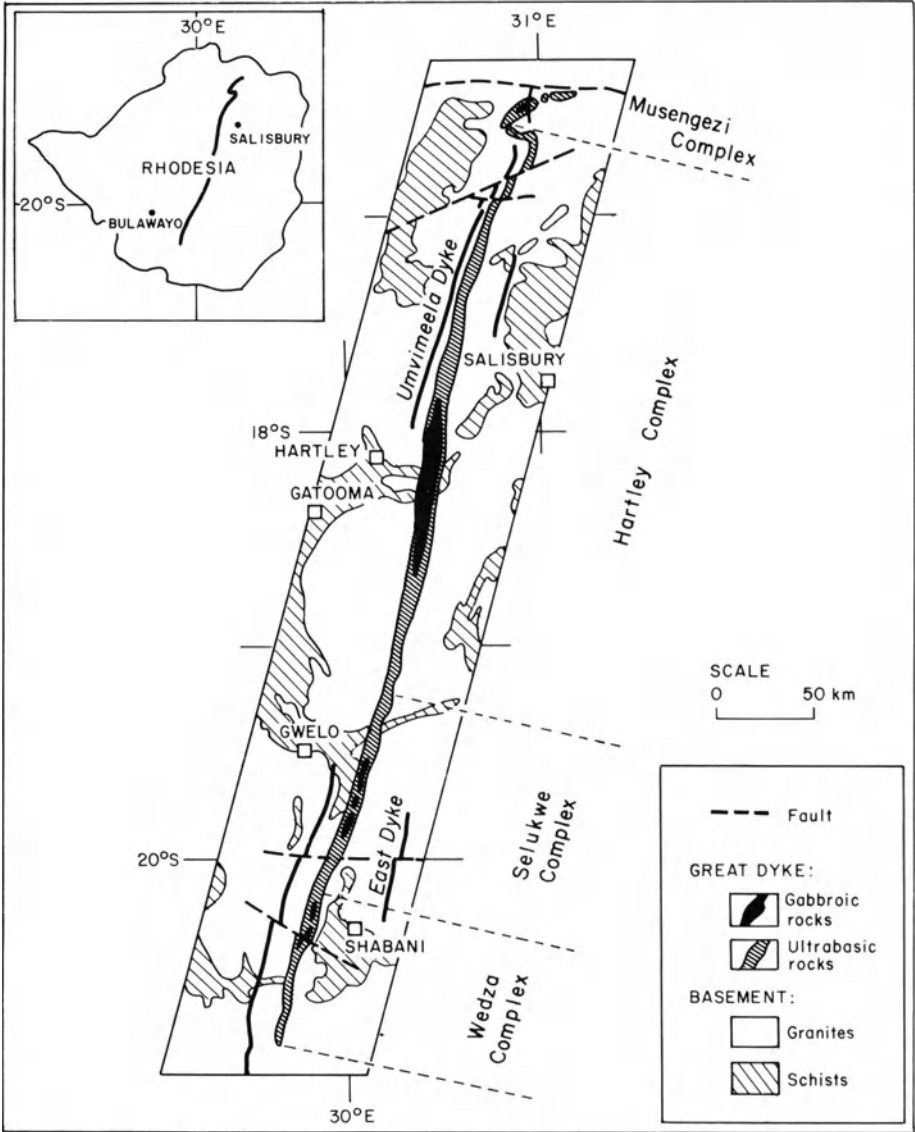 30°E
SALISBURY
RHODESIA
20°S
BULAWAYO
31°E
Musengezi
Complex
Umvimeela Dyke
SALISBURY
18°S
HARTLEY
GATOOMA
Hartley Complex
SCALE
0 50 km
GWELO
Selukwe
Complex
20°S
East Dyke
SHABANI
Wedza
Complex
30°E
Fault
GREAT DYKE:
Gabbroic
rocks
Ultrabasic
rocks
BASEMENT:
Granites
Schists